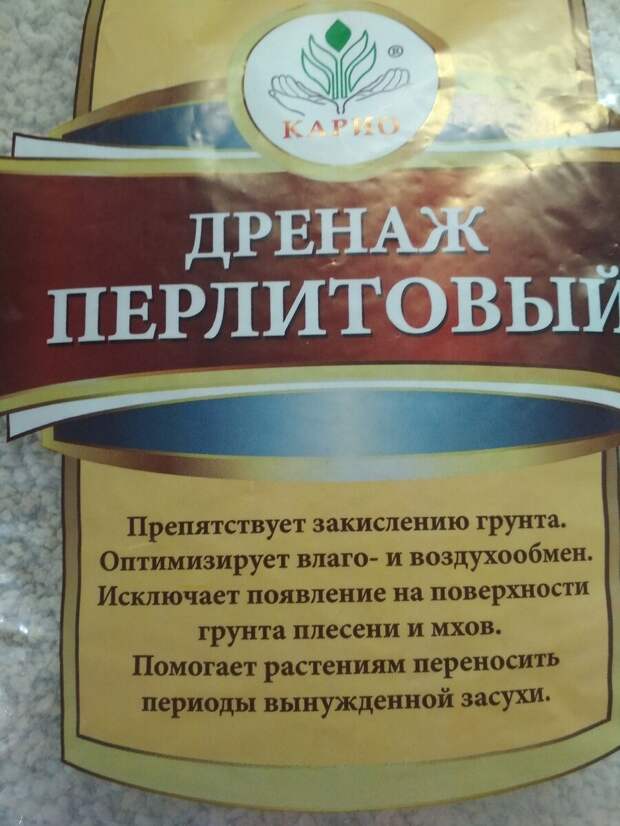 ®
КАРИО
ДРЕНАЖ
ПЕРЛИТОВЫЙ
Препятствует закислению грунта.
Оптимизирует влаго- и воздухообмен.
Исключает появление на поверхности
грунта плесени и мхов.
Помогает растениям переносить
периоды вынужденной засухи.